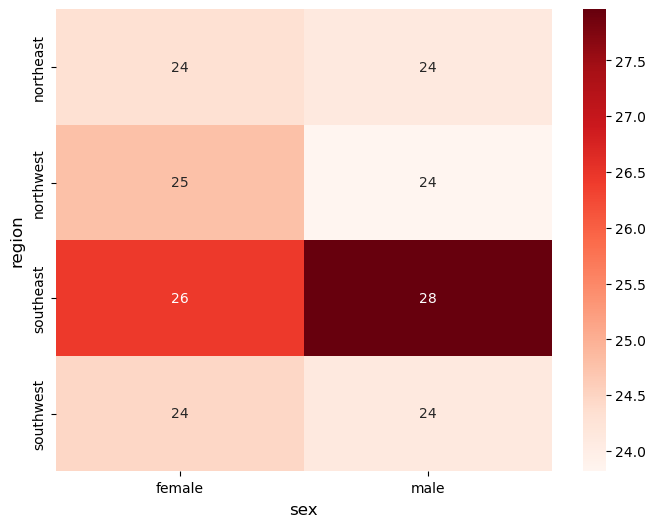 region
northeast
24 24
northwest
25 24
southeast
26 28
southwest
24 24
female male
sex
27.5
27.0
26.5
26.0
25.5
25.0
24.5
24.0